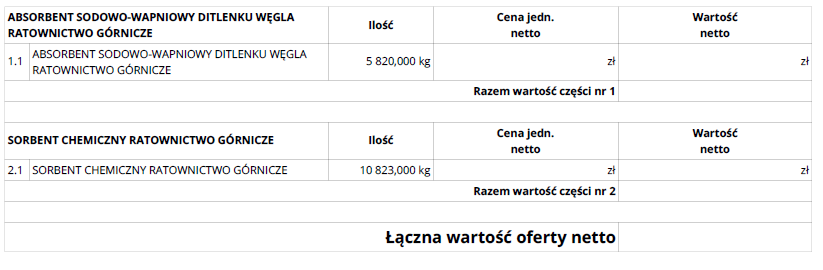 ABSORBENT SODOWO-WAPNIOWY DITLENKU WĘGLA
RATOWNICTWO GÓRNICZE
Ilość
Cena jedn.
netto
Wartość
netto
1.1 ABSORBENT SODOWO-WAPNIOWY DITLENKU WĘGLA
RATOWNICTWO GÓRNICZE
5 820,000 kg
zł
zł
Razem wartość części nr 1
SORBENT CHEMICZNY RATOWNICTWO GÓRNICZE
Ilość
Cena jedn.
netto
Wartość
netto
2.1 SORBENT CHEMICZNY RATOWNICTWO GÓRNICZE
10 823,000 kg
zł
zł
Razem wartość części nr 2
Łączna wartość oferty netto